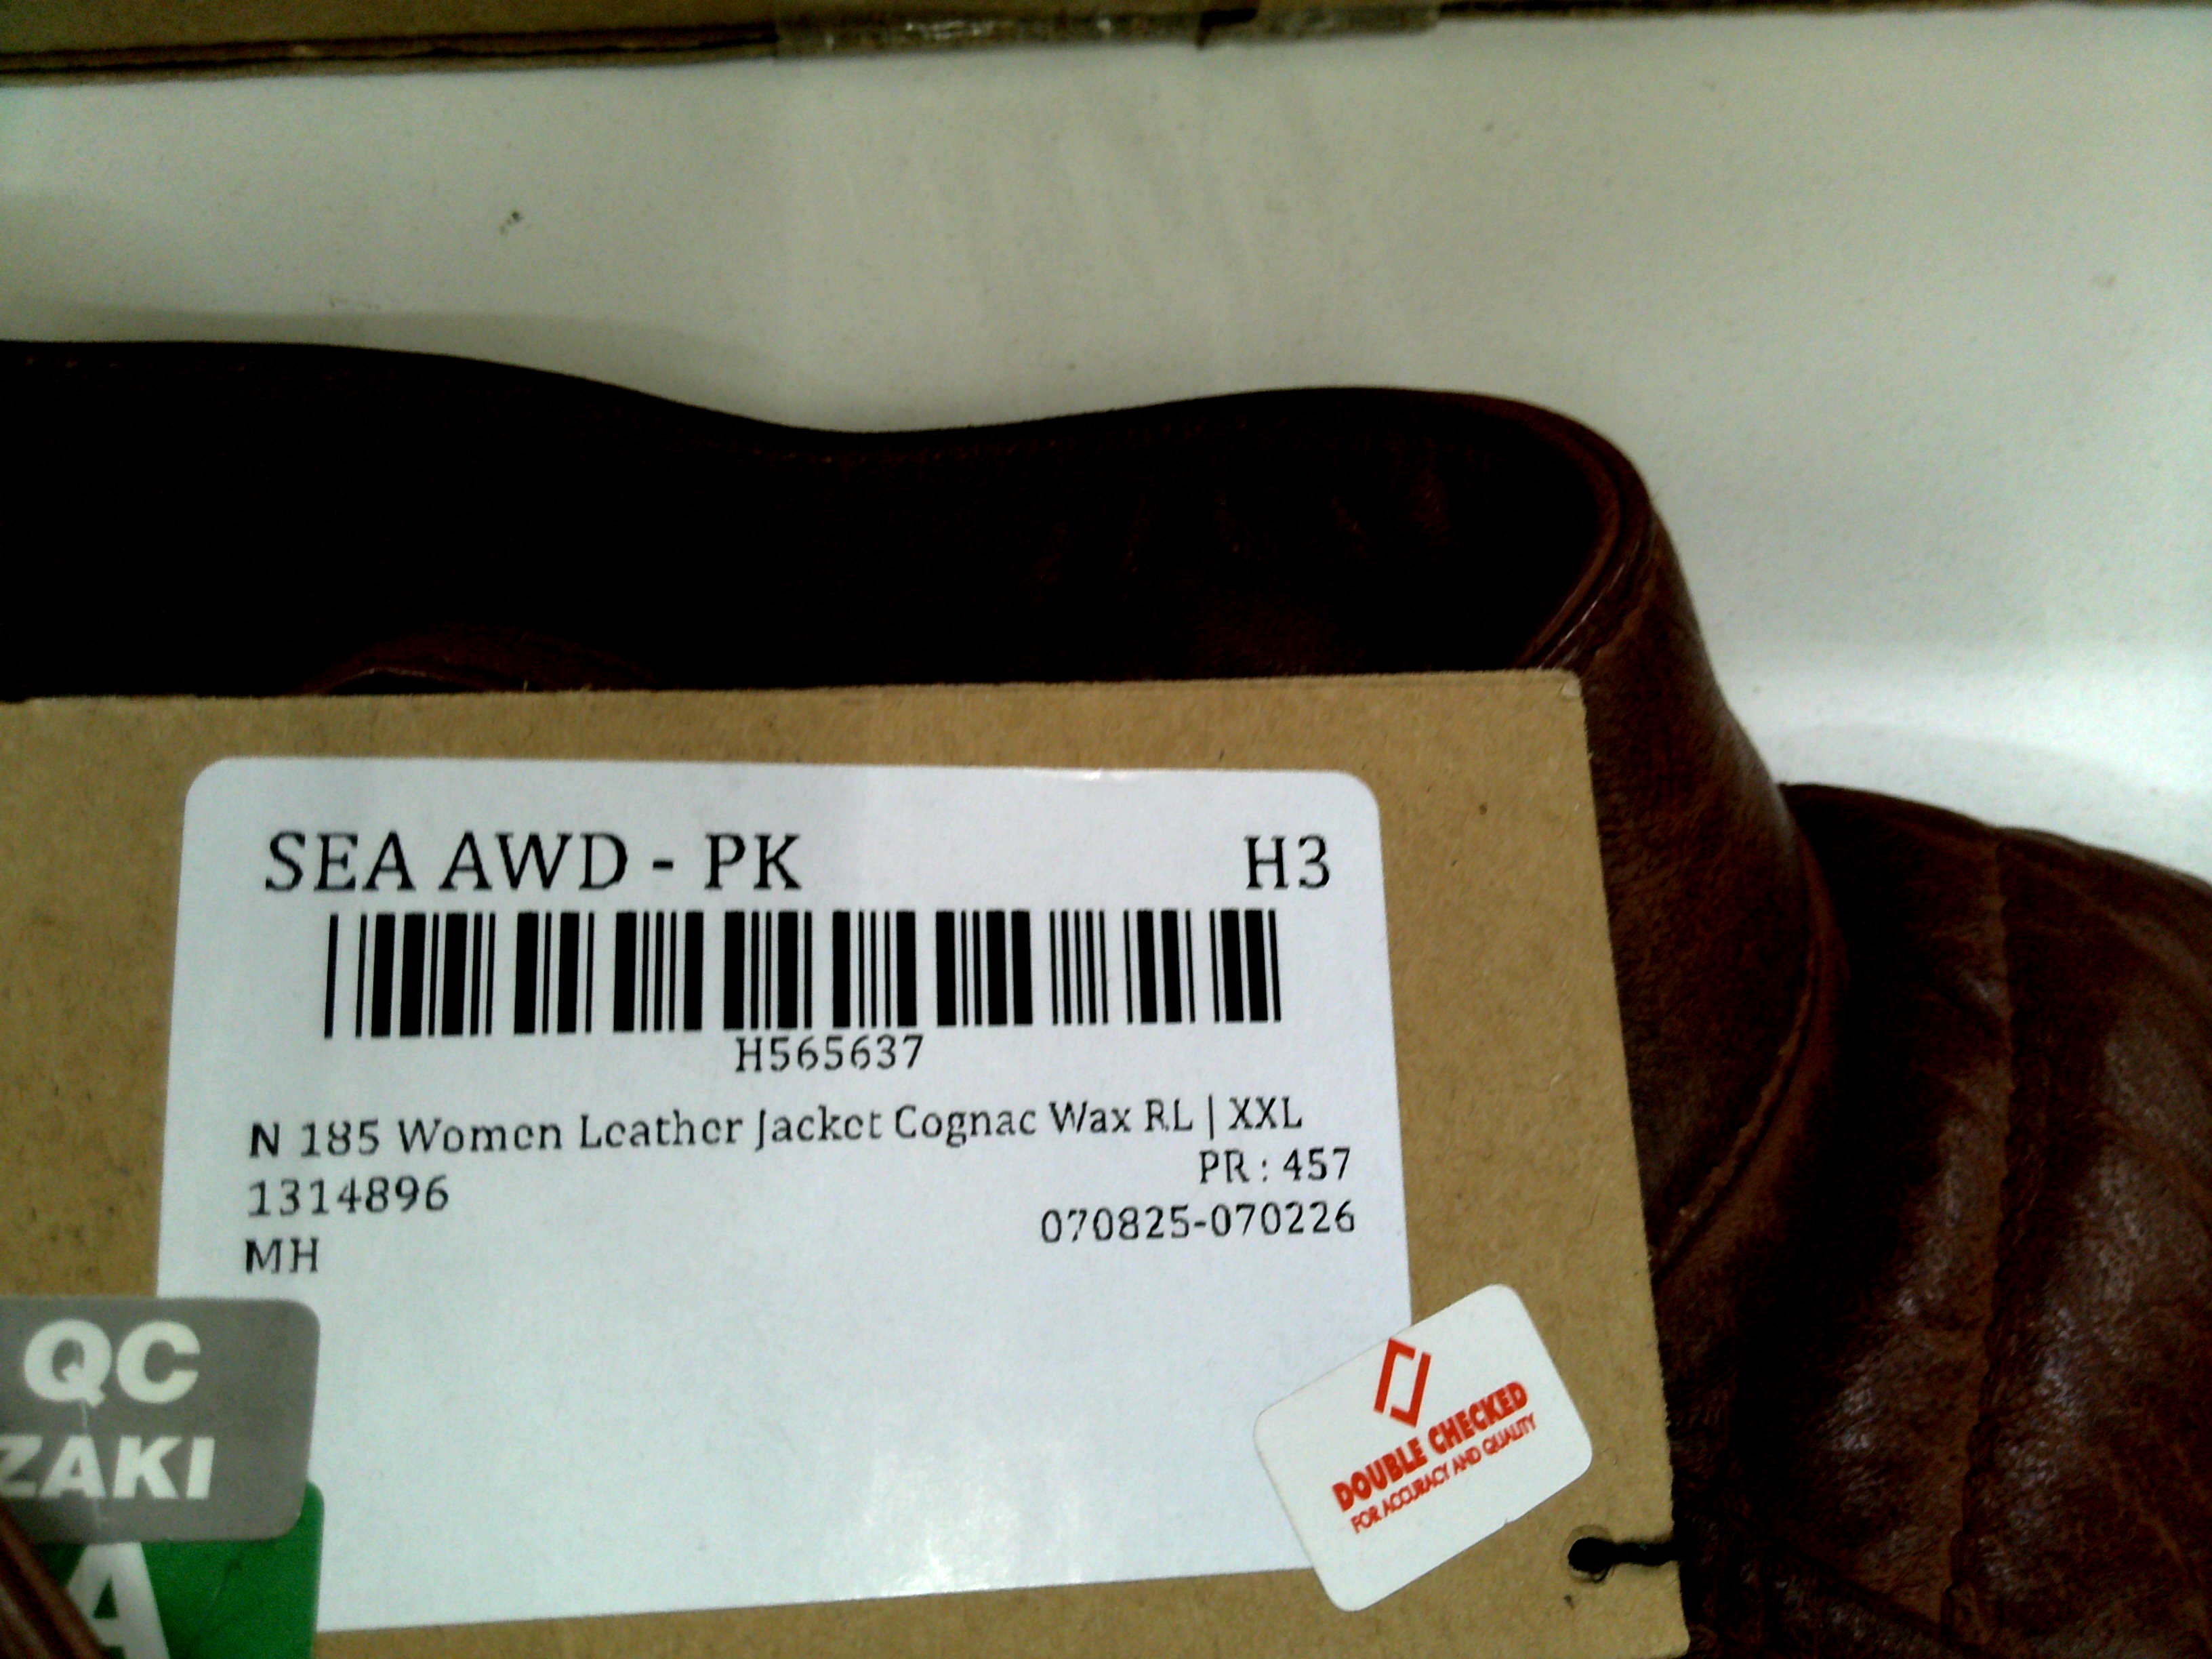 SEA AWD - PK H3
H565637
N 185 Women Leather Jacket Cognac Wax RL | XXL
PR : 457
1314896
070825-070226
MH
QC
ZAKI
A
DOUBLE CHECKED
FOR ACCURACY AND QUALITY